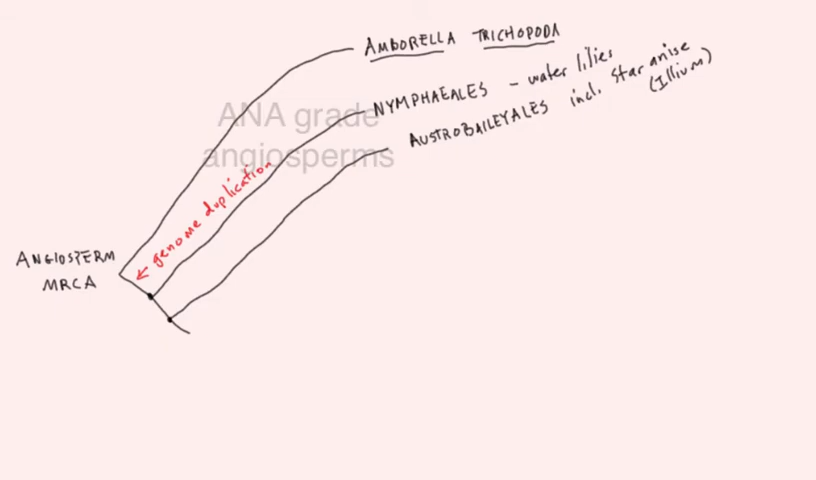 AMBORELLA TRICHOPODA
NYMPHAEALES – water lilies
AUSTROBAILEYALES incl. Star anise
(Illium)
ANA grade
angiosperms
← genome duplication
ANGIOSPERM
MRCA